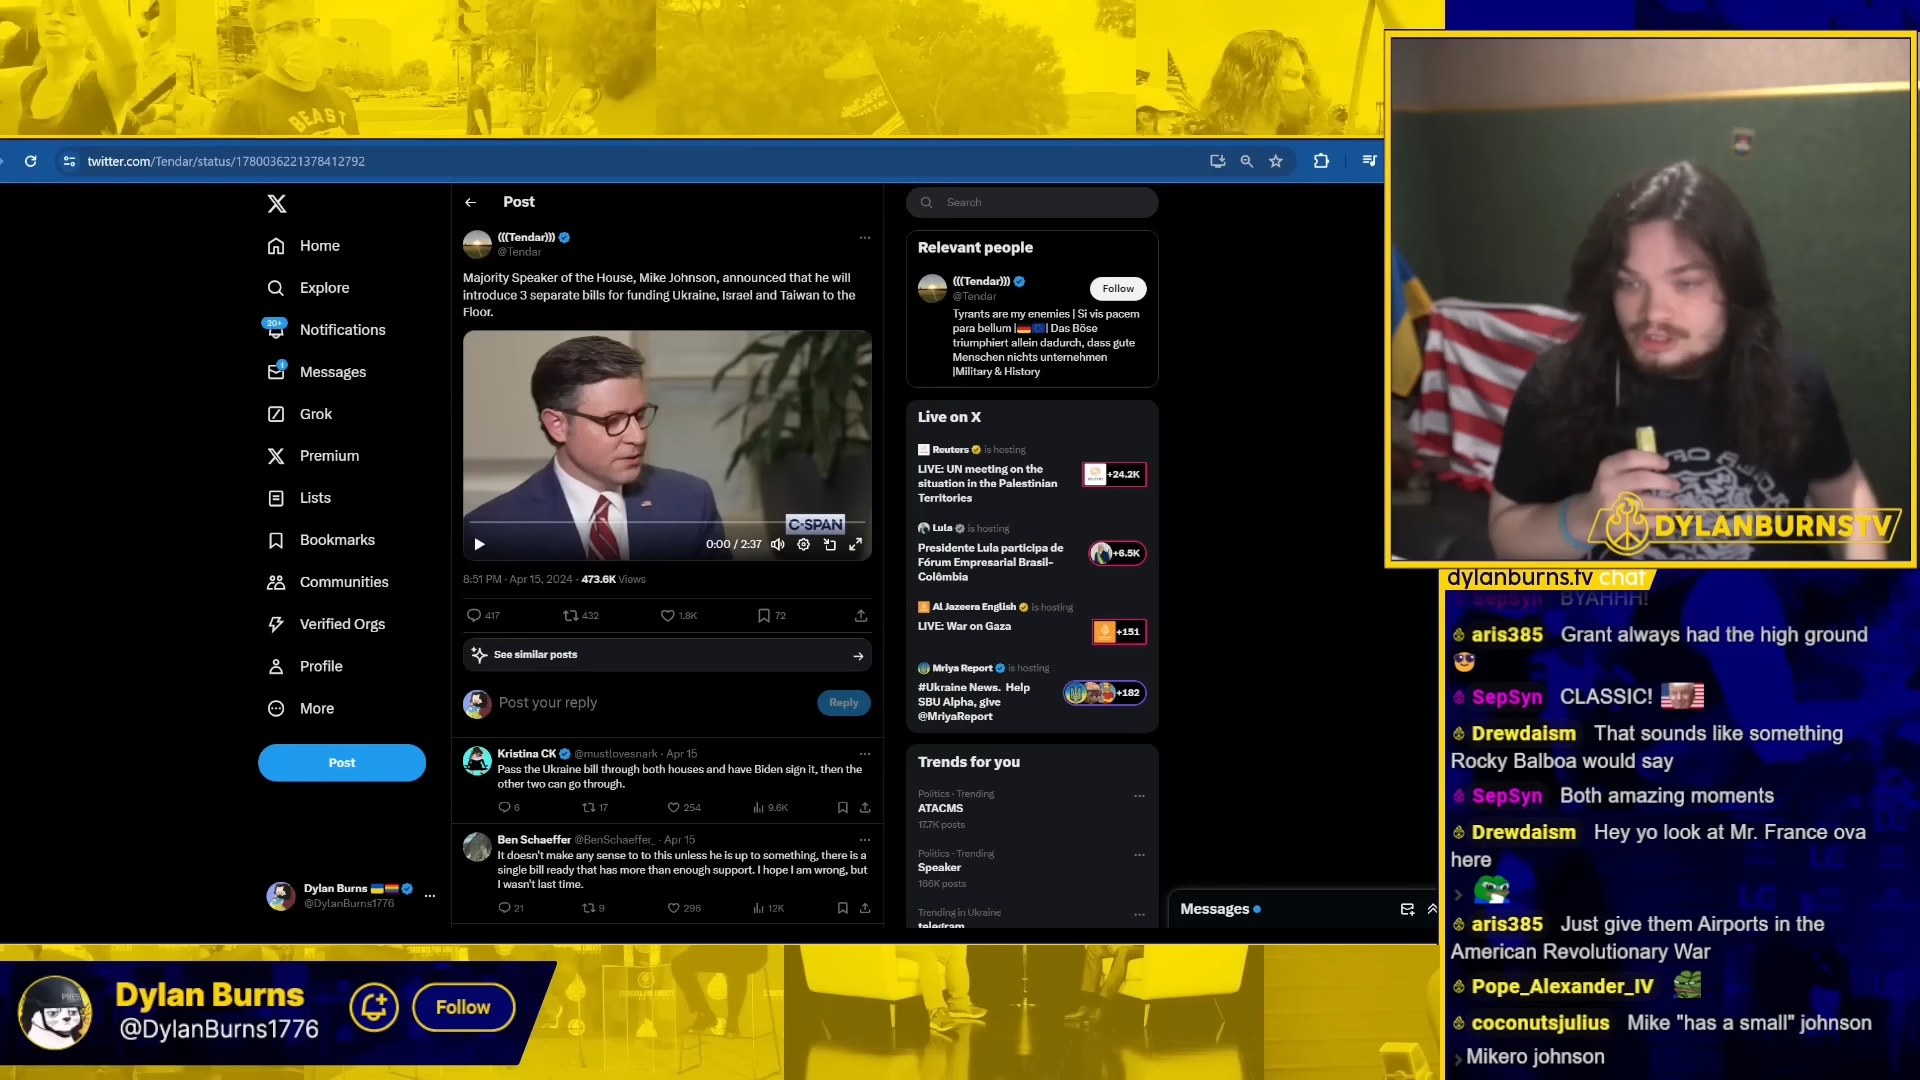 BEAST
twitter.com/Tendar/status/1780036221378412792
Home
Explore
20+
Notifications
1
Messages
Grok
Premium
Lists
Bookmarks
Communities
Verified Orgs
Profile
More
Post
Dylan Burns
@DylanBurns1776
Post
(((Tendar)))
@Tendar
Majority Speaker of the House, Mike Johnson, announced that he will
introduce 3 separate bills for funding Ukraine, Israel and Taiwan to the
Floor.
C-SPAN
0:00 / 2:37
8:51 PM · Apr 15, 2024 · 473.6K Views
417
432
1.8K
72
See similar posts
Post your reply
Reply
Kristina CK @mustlovesnark · Apr 15
Pass the Ukraine bill through both houses and have Biden sign it, then the
other two can go through.
6
17
254
9.6K
Ben Schaeffer @BenSchaeffer_ · Apr 15
It doesn't make any sense to to this unless he is up to something, there is a
single bill ready that has more than enough support. I hope I am wrong, but
I wasn't last time.
21
9
296
12K
Search
Relevant people
(((Tendar)))
@Tendar
Follow
Tyrants are my enemies | Si vis pacem
para bellum | | Das Böse
triumphiert allein dadurch, dass gute
Menschen nichts unternehmen
|Military & History
Live on X
Reuters is hosting
LIVE: UN meeting on the
situation in the Palestinian
Territories
+24.2K
Lula is hosting
Presidente Lula participa de
Fórum Empresarial Brasil-
Colômbia
+6.5K
Al Jazeera English is hosting
LIVE: War on Gaza
+151
Mriya Report is hosting
#Ukraine News. Help
SBU Alpha, give
@MriyaReport
+182
Trends for you
Politics · Trending
ATACMS
17.7K posts
Politics · Trending
Speaker
166K posts
Trending in Ukraine
telegram
Messages
DYLANBURNSTV
dylanburns.tv chat
SepSyn BYAHHH!
aris385 Grant always had the high ground
SepSyn CLASSIC!
Drewdaism That sounds like something
Rocky Balboa would say
SepSyn Both amazing moments
Drewdaism Hey yo look at Mr. France ova
here
aris385 Just give them Airports in the
American Revolutionary War
Pope_Alexander_IV
coconutsjulius Mike "has a small" johnson
Mikero johnson
PRESS
Dylan Burns
@DylanBurns1776
Follow